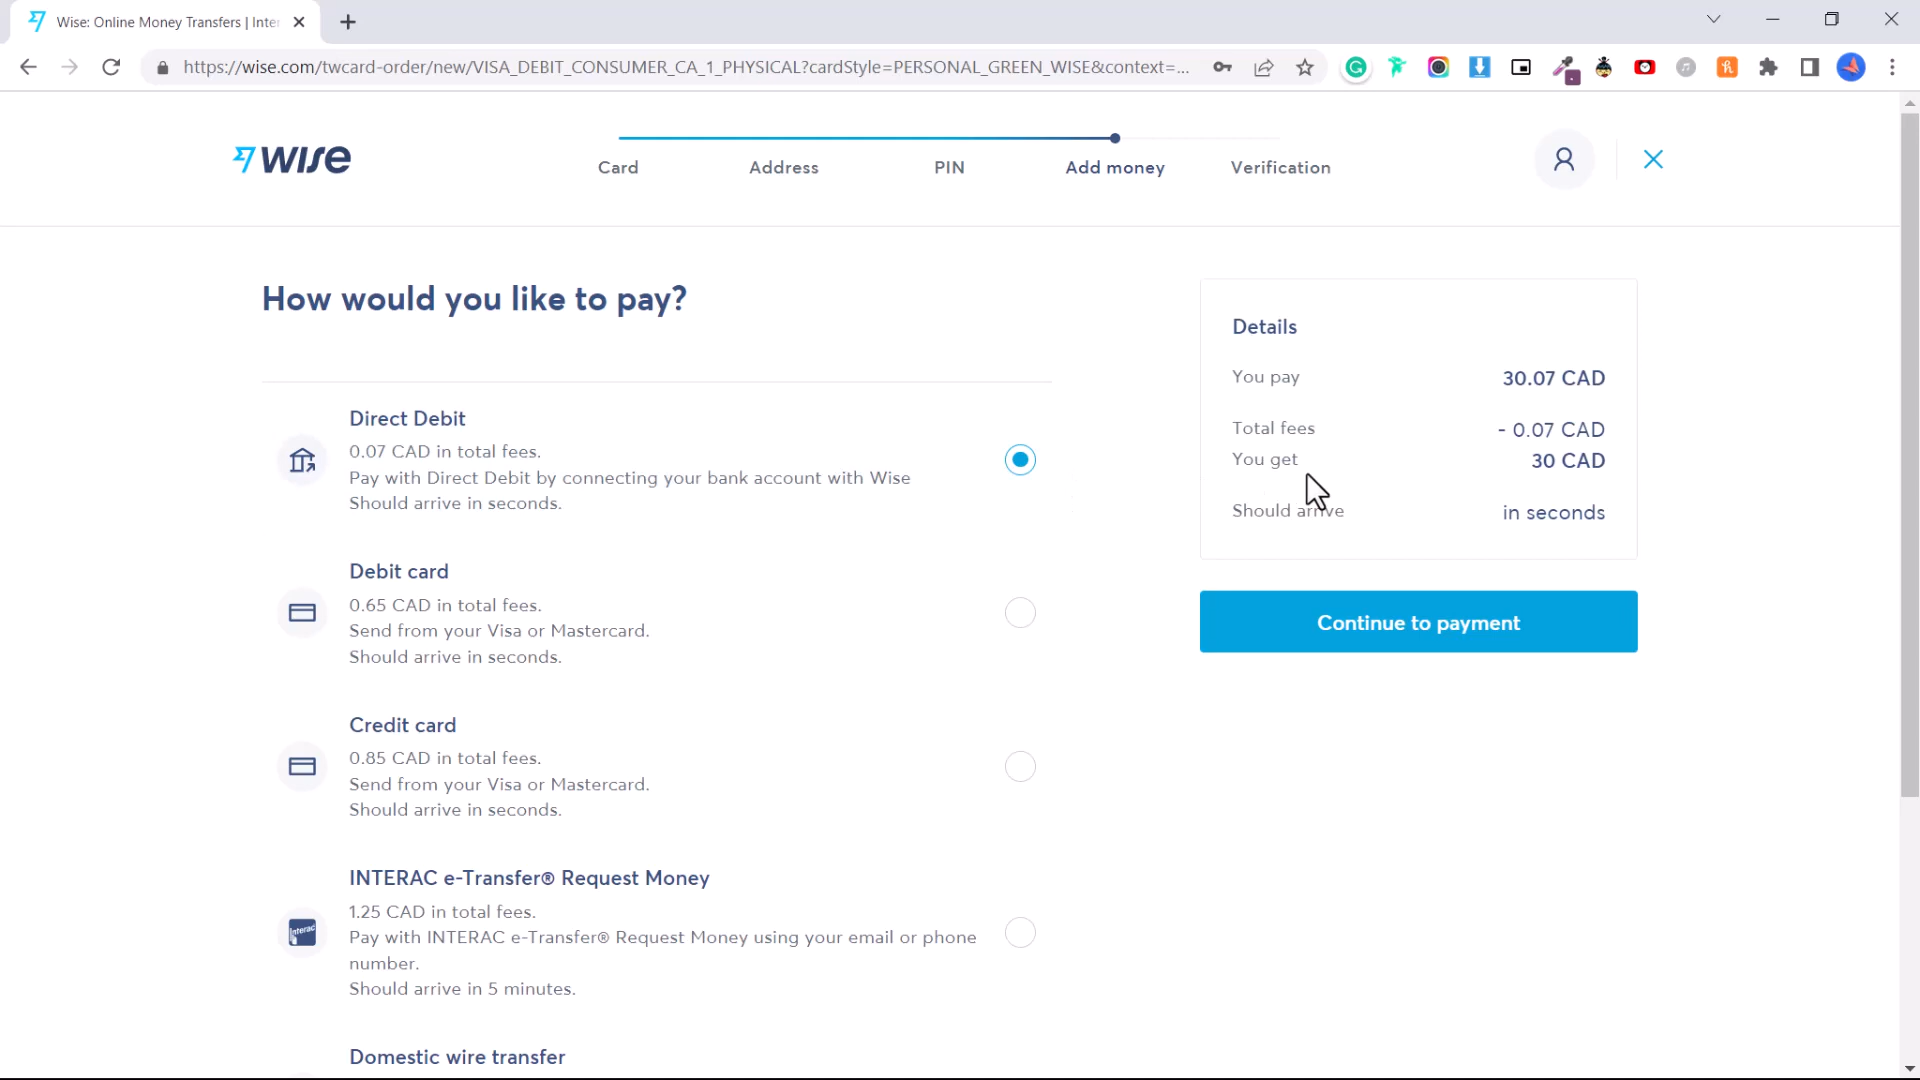 Wise: Online Money Transfers | Inter
https://wise.com/twcard-order/new/VISA_DEBIT_CONSUMER_CA_1_PHYSICAL?cardStyle=PERSONAL_GREEN_WISE&context=...
WISE
Card
Address
PIN
Add money
Verification
How would you like to pay?
Direct Debit
0.07 CAD in total fees.
Pay with Direct Debit by connecting your bank account with Wise
Should arrive in seconds.
Debit card
0.65 CAD in total fees.
Send from your Visa or Mastercard.
Should arrive in seconds.
Credit card
0.85 CAD in total fees.
Send from your Visa or Mastercard.
Should arrive in seconds.
INTERAC e-Transfer® Request Money
Interac
1.25 CAD in total fees.
Pay with INTERAC e-Transfer® Request Money using your email or phone
number.
Should arrive in 5 minutes.
Domestic wire transfer
Details
You pay 30.07 CAD
Total fees - 0.07 CAD
You get 30 CAD
Should arrive in seconds
Continue to payment